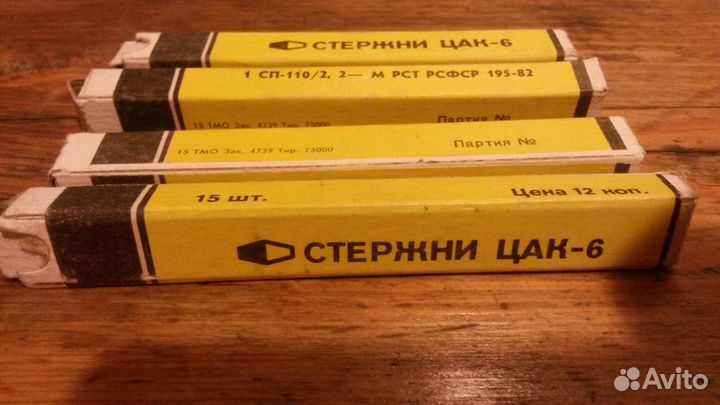 СТЕРЖНИ ЦАК-6
1 СП-110/2, 2— М РСТ РСФСР 195-82
15 ТМО Зак. 4739 Тир. 75000 Партия №
15 ТМО Зак. 4739 Тир. 75000 Партия №
15 шт. Цена 12 коп.
СТЕРЖНИ ЦАК-6
Avito